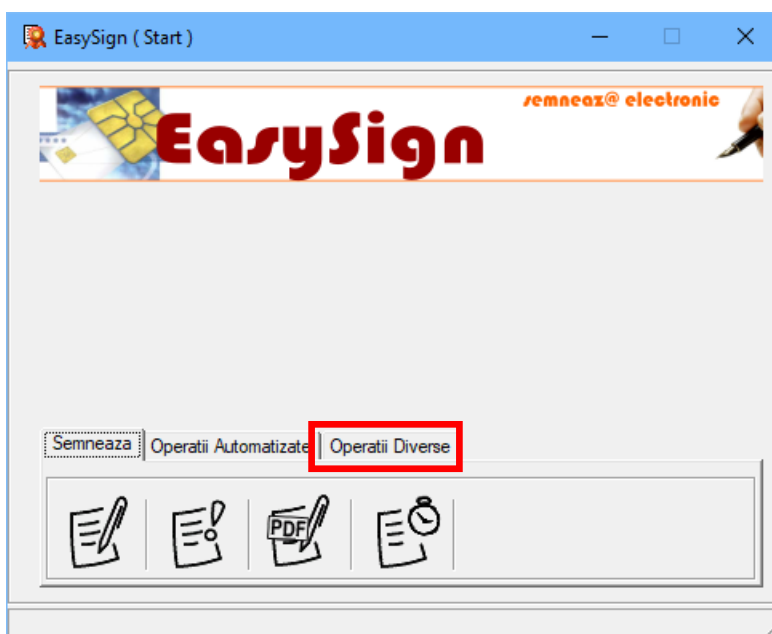 EasySign ( Start )
semneaz@ electronic
EasySign
Semneaza Operatii Automatizate Operatii Diverse
PDF